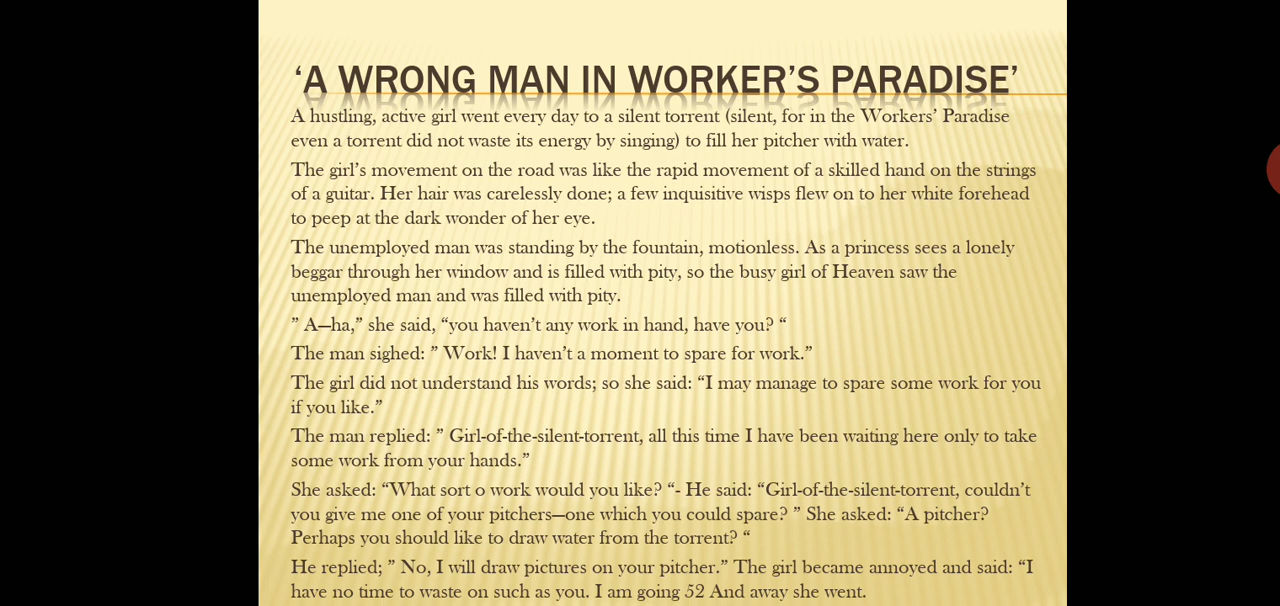 ‘A WRONG MAN IN WORKER’S PARADISE’
A hustling, active girl went every day to a silent torrent (silent, for in the Workers’ Paradise
even a torrent did not waste its energy by singing) to fill her pitcher with water.
The girl’s movement on the road was like the rapid movement of a skilled hand on the strings
of a guitar. Her hair was carelessly done; a few inquisitive wisps flew on to her white forehead
to peep at the dark wonder of her eye.
The unemployed man was standing by the fountain, motionless. As a princess sees a lonely
beggar through her window and is filled with pity, so the busy girl of Heaven saw the
unemployed man and was filled with pity.
” A—ha,” she said, “you haven’t any work in hand, have you? “
The man sighed: ” Work! I haven’t a moment to spare for work.”
The girl did not understand his words; so she said: “I may manage to spare some work for you
if you like.”
The man replied: ” Girl-of-the-silent-torrent, all this time I have been waiting here only to take
some work from your hands.”
She asked: “What sort o work would you like? “- He said: “Girl-of-the-silent-torrent, couldn’t
you give me one of your pitchers—one which you could spare? ” She asked: “A pitcher?
Perhaps you should like to draw water from the torrent? “
He replied; ” No, I will draw pictures on your pitcher.” The girl became annoyed and said: “I
have no time to waste on such as you. I am going 52 And away she went.